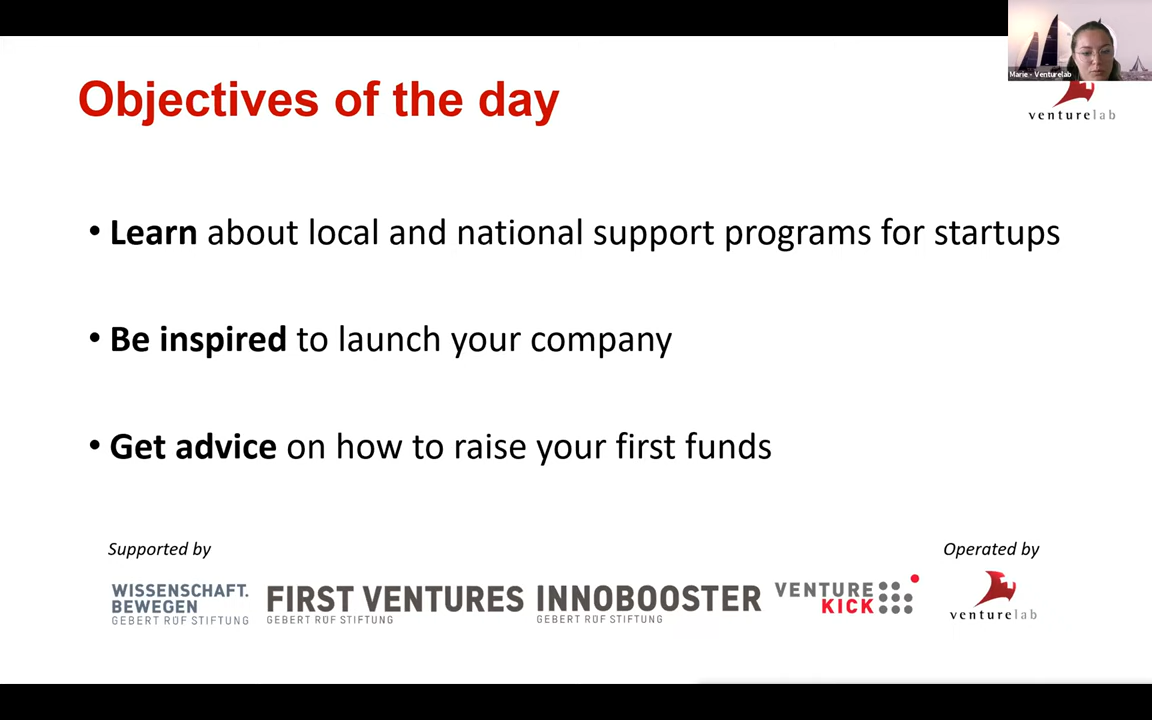 Objectives of the day
Marie - Venturelab
venturelab
• Learn about local and national support programs for startups
• Be inspired to launch your company
• Get advice on how to raise your first funds
Supported by
Operated by
WISSENSCHAFT.
BEWEGEN
GEBERT RÜF STIFTUNG
FIRST VENTURES
GEBERT RÜF STIFTUNG
INNOBOOSTER
GEBERT RÜF STIFTUNG
VENTURE
KICK
venturelab